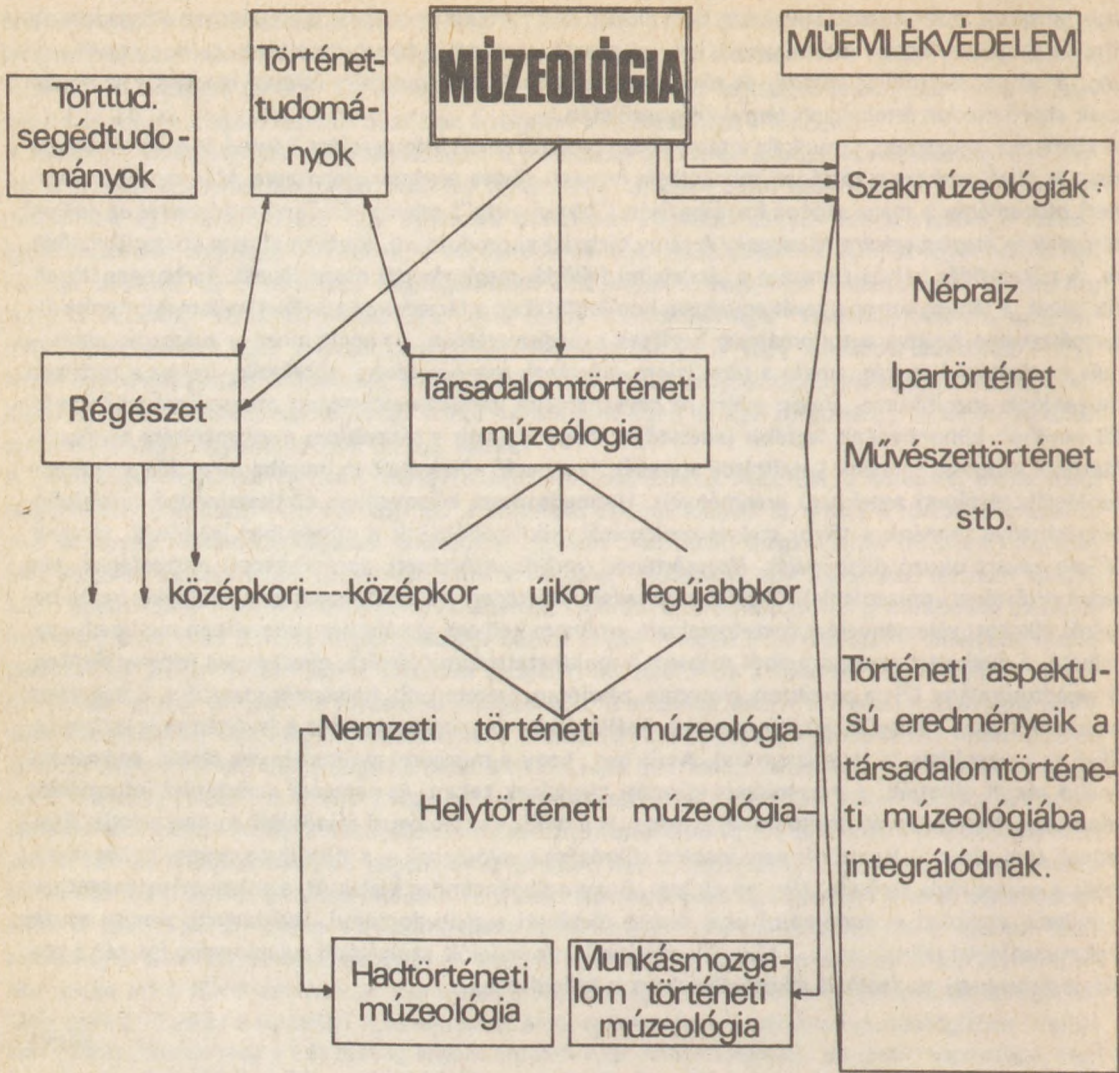 Törttud.
segédtudo-
mányok
Történet-
tudomá-
nyok
MÚZEOLÓGIA
MŰEMLÉKVÉDELEM
Szakmúzeológiák:
Néprajz
Ipartörténet
Művészettörténet
stb.
Régészet
Társadalomtörténeti
múzeólogia
középkori----középkor újkor legújabbkor
Nemzeti történeti múzeológia
Helytörténeti múzeológia
Történeti aspektu-
sú eredményeik a
társadalomtörténe-
ti múzeológiába
integrálódnak.
Hadtörténeti
múzeológia
Munkásmozga
lom történeti
múzeológia